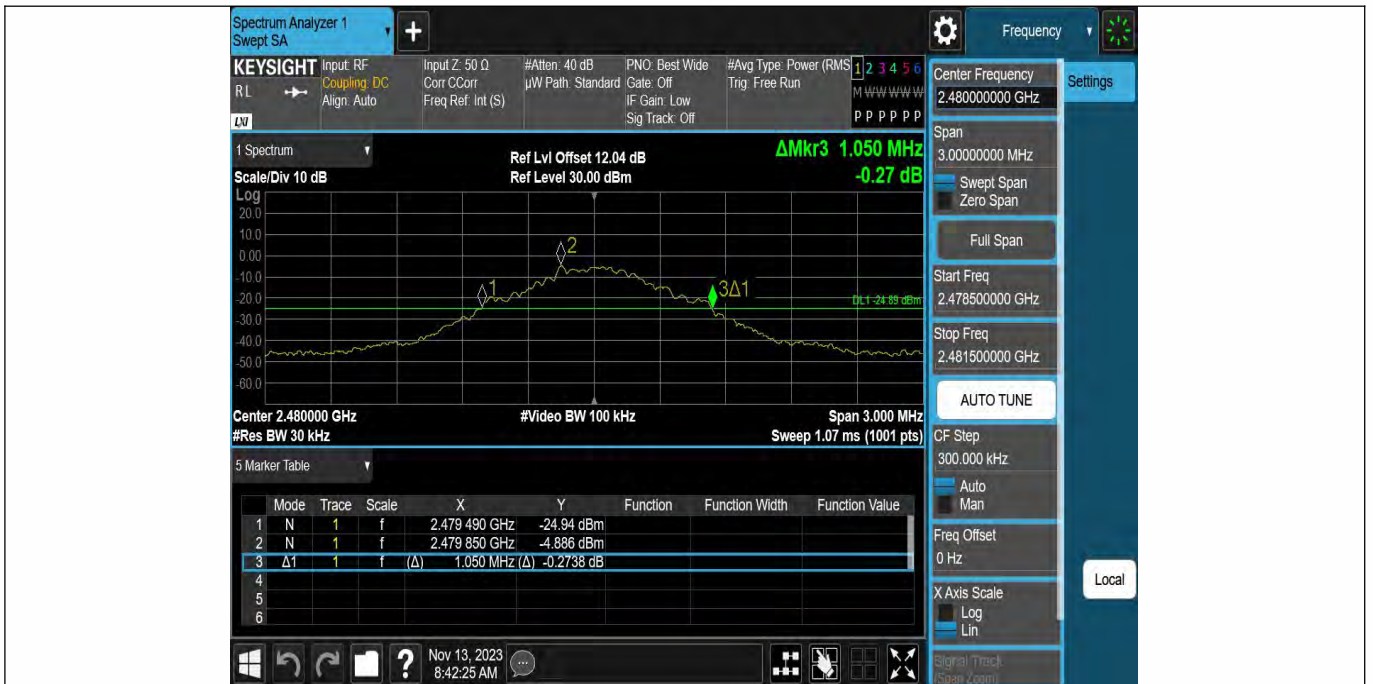 Spectrum Analyzer 1
Swept SA
+
Frequency
KEYSIGHT
RL
LXI
Input: RF
Coupling: DC
Align: Auto
Input Z: 50 Ω
Corr CCorr
Freq Ref: Int (S)
#Atten: 40 dB
µW Path: Standard
PNO: Best Wide
Gate: Off
IF Gain: Low
Sig Track: Off
#Avg Type: Power (RMS
Trig: Free Run
1 2 3 4 5 6
M W W W W W
P P P P P P
1 Spectrum
Scale/Div 10 dB
Ref Lvl Offset 12.04 dB
Ref Level 30.00 dBm
ΔMkr3 1.050 MHz
-0.27 dB
Log
20.0
10.0
0.00
-10.0
-20.0
-30.0
-40.0
-50.0
-60.0
1
2
3Δ1
DL1 -24.89 dBm
Center 2.480000 GHz
#Video BW 100 kHz
Span 3.000 MHz
#Res BW 30 kHz
Sweep 1.07 ms (1001 pts)
5 Marker Table
Mode Trace Scale X Y Function Function Width Function Value
1 N 1 f 2.479 490 GHz -24.94 dBm
2 N 1 f 2.479 850 GHz -4.886 dBm
3 Δ1 1 f (Δ) 1.050 MHz (Δ) -0.2738 dB
4
5
6
?
Nov 13, 2023
8:42:25 AM
Center Frequency
2.480000000 GHz
Settings
Span
3.00000000 MHz
Swept Span
Zero Span
Full Span
Start Freq
2.478500000 GHz
Stop Freq
2.481500000 GHz
AUTO TUNE
CF Step
300.000 kHz
Auto
Man
Freq Offset
0 Hz
Local
X Axis Scale
Log
Lin
Signal Track
(Span Zoom)